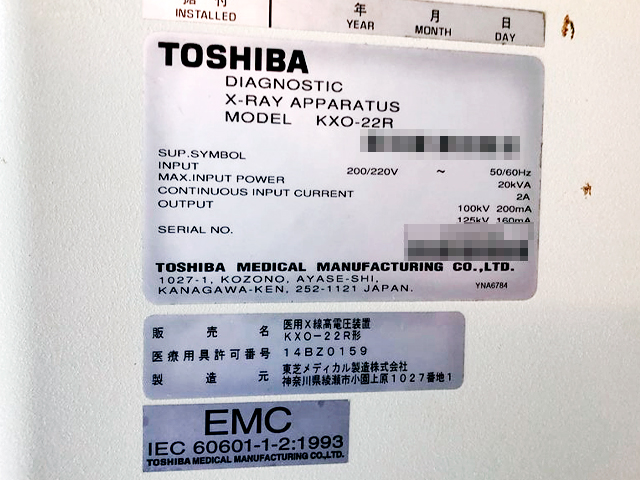 据 付
INSTALLED
年 月 日
YEAR MONTH DAY
TOSHIBA
DIAGNOSTIC
X-RAY APPARATUS
MODEL KXO-22R
SUP.SYMBOL
INPUT 200/220V ~ 50/60Hz
MAX.INPUT POWER 20kVA
CONTINUOUS INPUT CURRENT 2A
OUTPUT 100kV 200mA
125kV 160mA
SERIAL NO.
TOSHIBA MEDICAL MANUFACTURING CO.,LTD.
1027-1, KOZONO, AYASE-SHI,
KANAGAWA-KEN, 252-1121 JAPAN. YNA6784
販売名 医用X線高電圧装置
KXO-22R形
医療用具許可番号 14BZ0159
製造元 東芝メディカル製造株式会社
神奈川県綾瀬市小園上原1027番地1
EMC
IEC 60601-1-2:1993
TOSHIBA MEDICAL MANUFACTURING CO.,LTD.